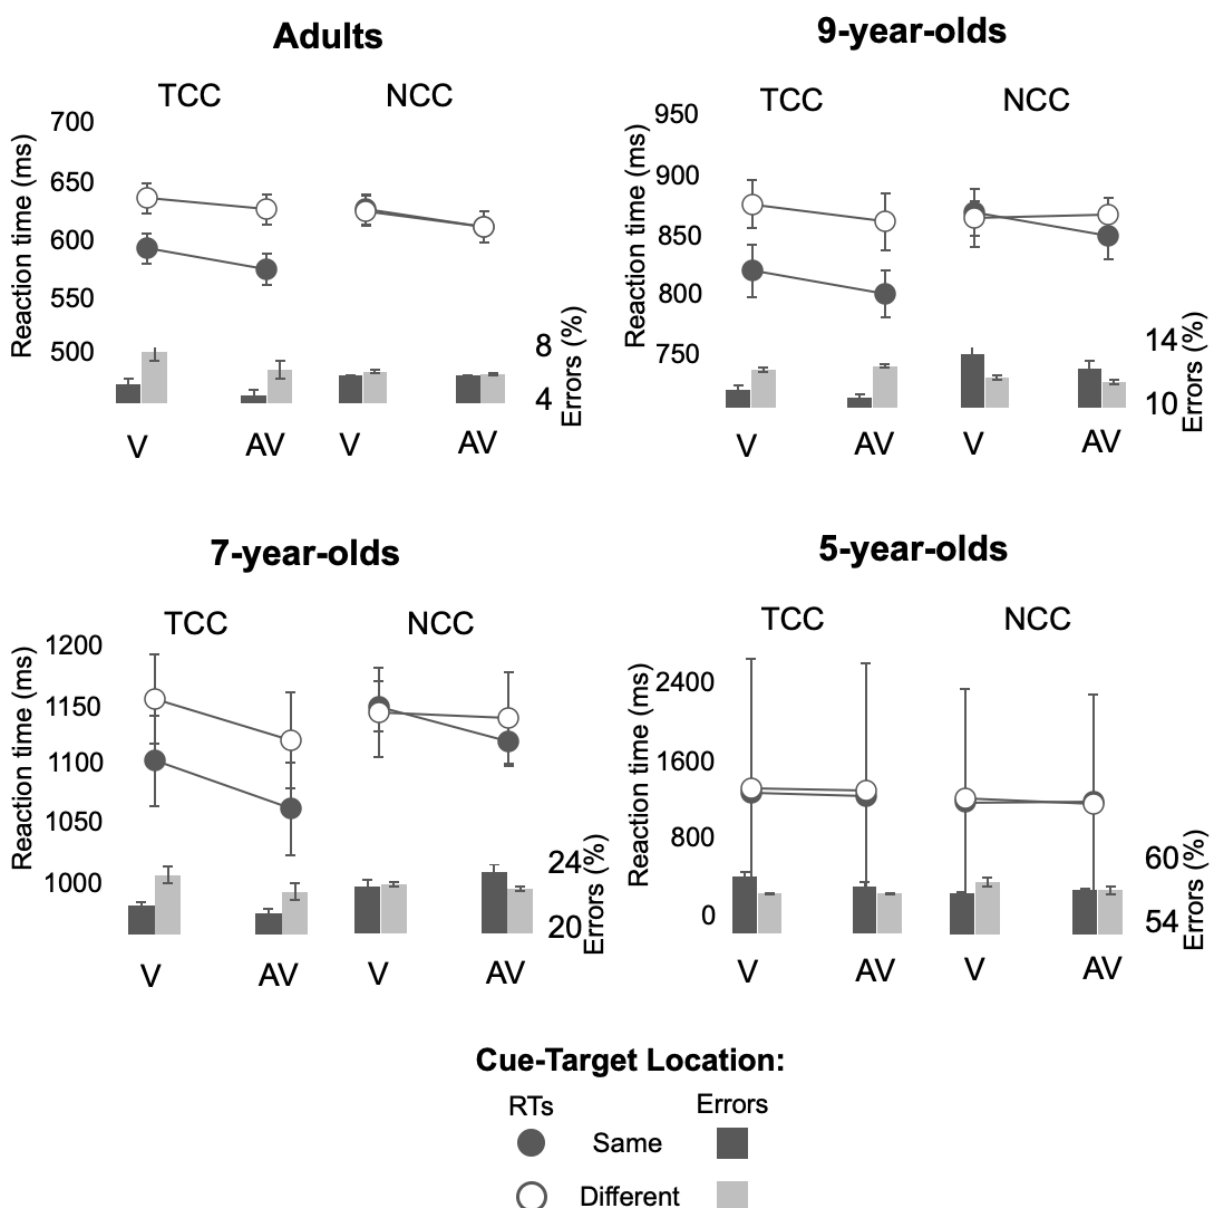 Adults
TCC NCC
Reaction time (ms)
700
650
600
550
500
8
4
Errors (%)
V AV V AV
9-year-olds
TCC NCC
Reaction time (ms)
950
900
850
800
750
14
10
Errors (%)
V AV V AV
7-year-olds
TCC NCC
Reaction time (ms)
1200
1150
1100
1050
1000
24
20
Errors (%)
V AV V AV
5-year-olds
TCC NCC
Reaction time (ms)
2400
1600
800
0
60
54
Errors (%)
V AV V AV
Cue-Target Location:
RTs Errors
Same
Different